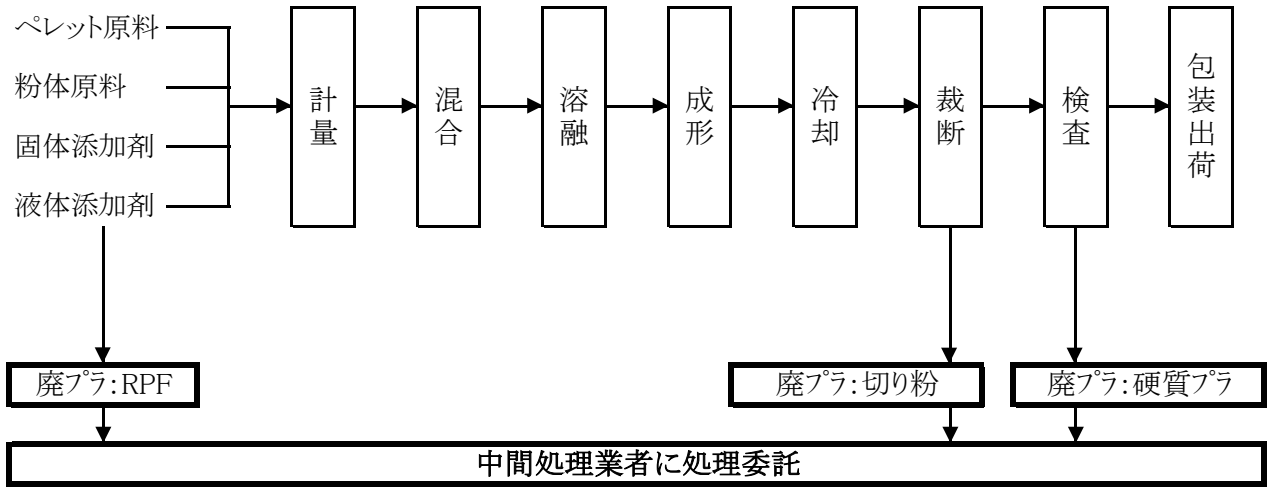 ペレット原料
粉体原料
固体添加剤
液体添加剤
計量
混合
溶融
成形
冷却
裁断
検査
包装出荷
廃プラ:RPF
廃プラ:切り粉
廃プラ:硬質プラ
中間処理業者に処理委託